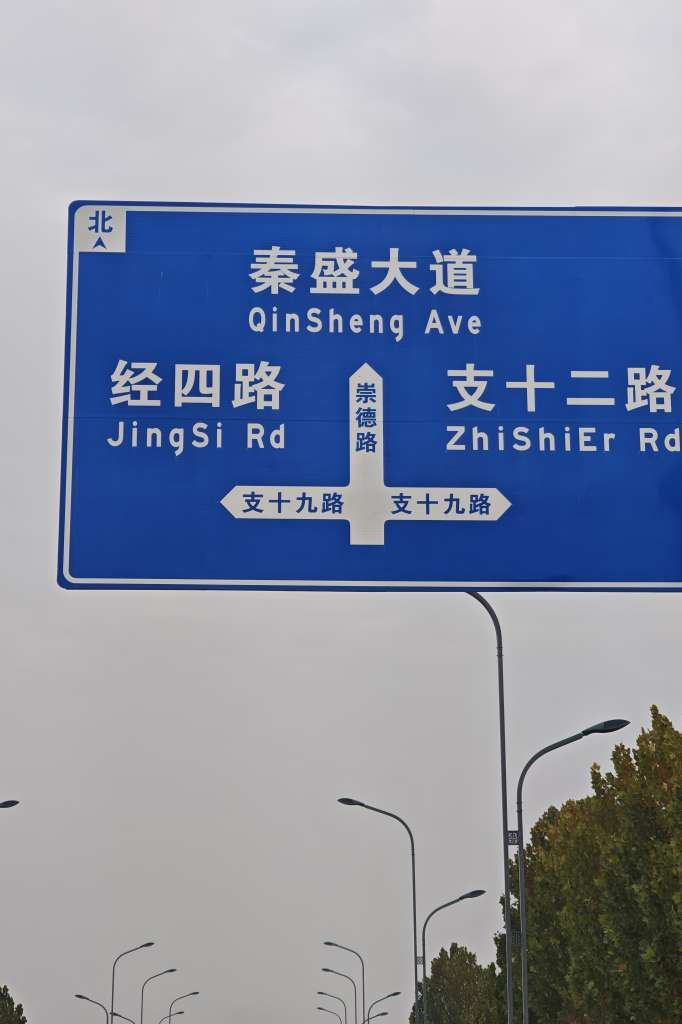 北
秦盛大道
QinSheng Ave
经四路
JingSi Rd
崇德路
支十二路
ZhiShiEr Rd
支十九路
支十九路